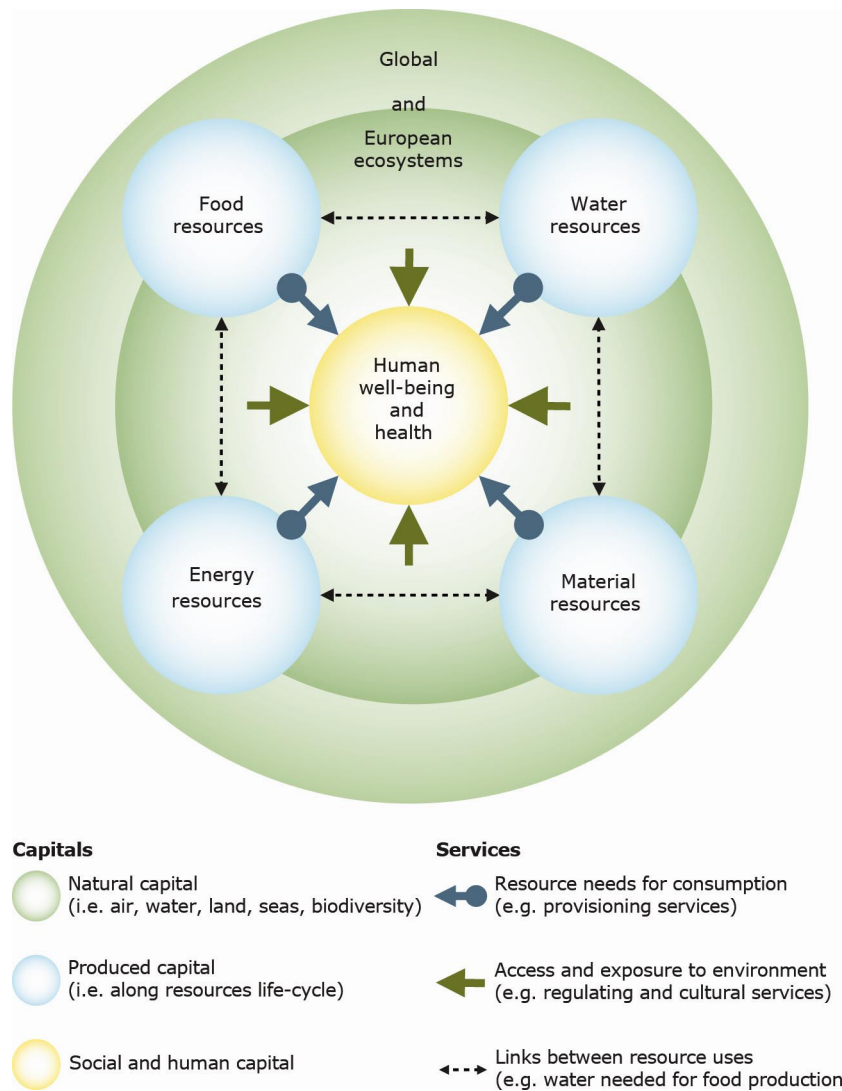 Global
and
European
ecosystems
Food
resources
Water
resources
Human
well-being
and
health
Energy
resources
Material
resources
Capitals
Natural capital
(i.e. air, water, land, seas, biodiversity)
Produced capital
(i.e. along resources life-cycle)
Social and human capital
Services
Resource needs for consumption
(e.g. provisioning services)
Access and exposure to environment
(e.g. regulating and cultural services)
Links between resource uses
(e.g. water needed for food production